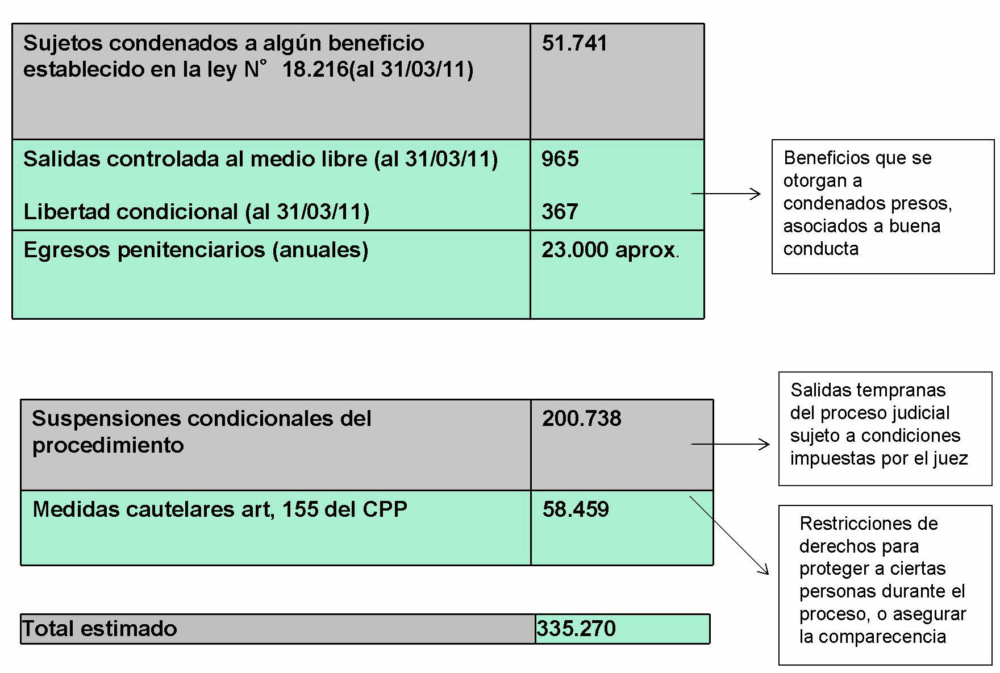 Sujetos condenados a algún beneficio
establecido en la ley N° 18.216(al 31/03/11)
51.741
Salidas controlada al medio libre (al 31/03/11)
965
Libertad condicional (al 31/03/11)
367
Beneficios que se
otorgan a
condenados presos,
asociados a buena
conducta
Egresos penitenciarios (anuales)
23.000 aprox.
Suspensiones condicionales del
procedimiento
200.738
Salidas tempranas
del proceso judicial
sujeto a condiciones
impuestas por el juez
Medidas cautelares art, 155 del CPP
58.459
Restricciones de
derechos para
proteger a ciertas
personas durante el
proceso, o asegurar
la comparecencia
Total estimado
335.270